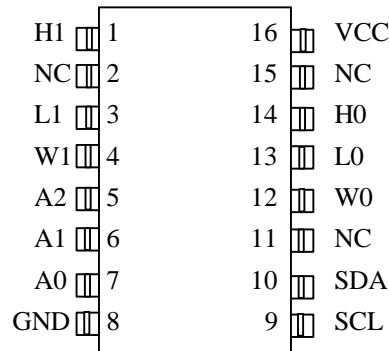 H1 1 16 VCC
NC 2 15 NC
L1 3 14 H0
W1 4 13 L0
A2 5 12 W0
A1 6 11 NC
A0 7 10 SDA
GND 8 9 SCL